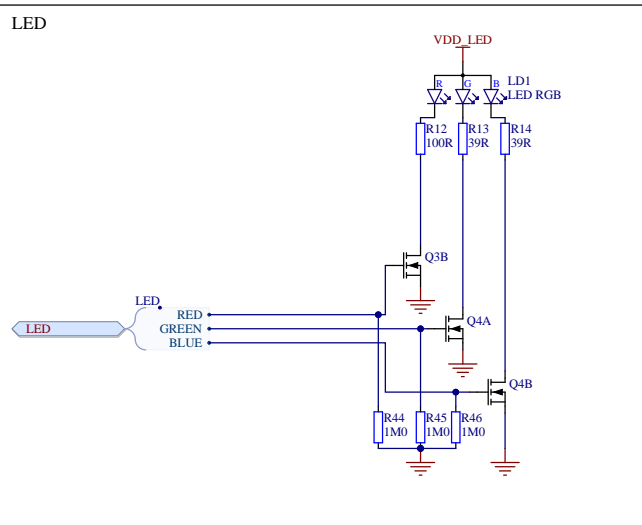 LED
VDD_LED
R G B LD1
LED RGB
R12 R13 R14
100R 39R 39R
Q3B
LED
RED
LED GREEN Q4A
BLUE
Q4B
R44 R45 R46
1M0 1M0 1M0